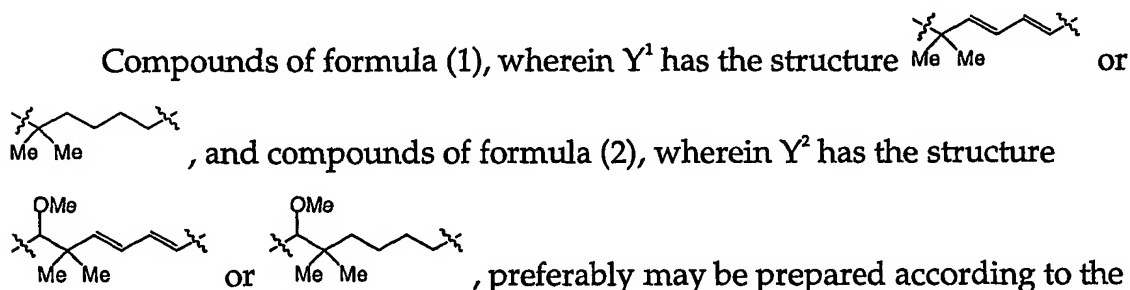 Compounds of formula (1), wherein Y¹ has the structure Me Me or
Me Me , and compounds of formula (2), wherein Y² has the structure
OMe OMe
Me Me or Me Me , preferably may be prepared according to the